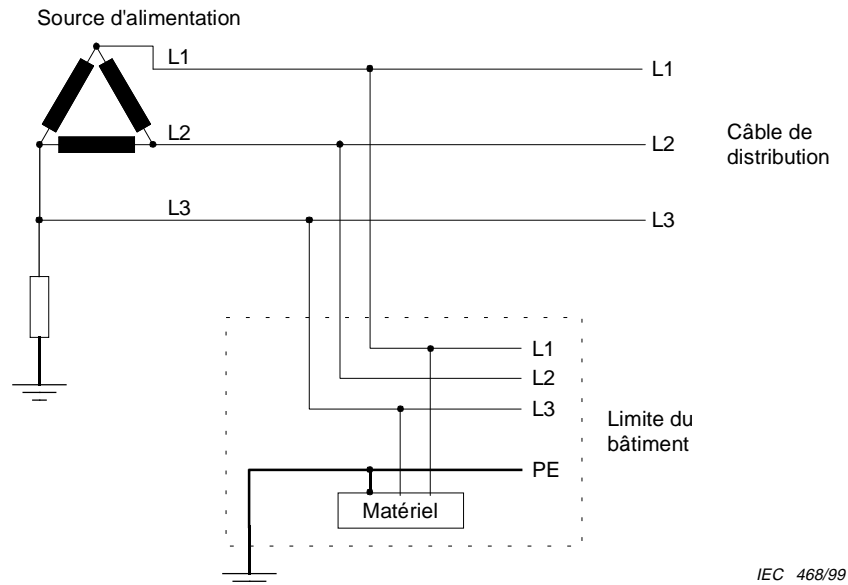 Source d'alimentation
L1
L1
L2
L2
Câble de
distribution
L3
L3
L1
L2
L3
Limite du
bâtiment
PE
Matériel
IEC 468/99